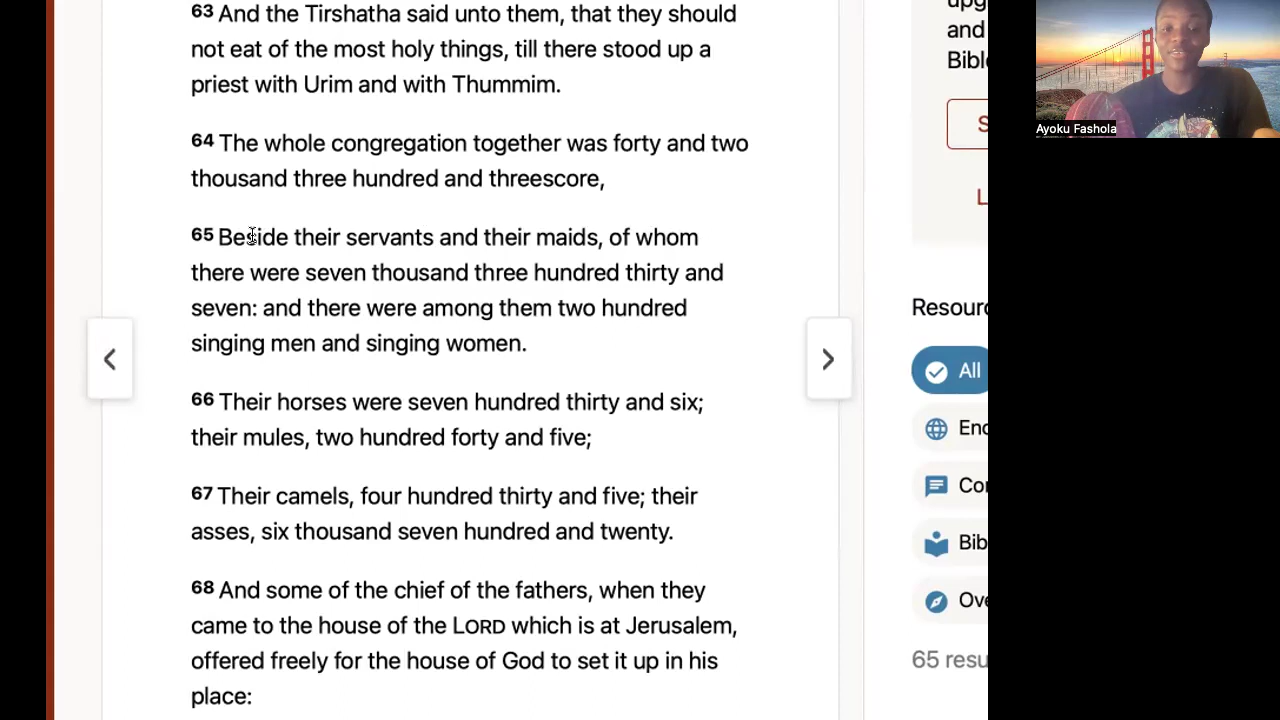 63 And the Tirshatha said unto them, that they should
not eat of the most holy things, till there stood up a
priest with Urim and with Thummim.
64 The whole congregation together was forty and two
thousand three hundred and threescore,
65 Beside their servants and their maids, of whom
there were seven thousand three hundred thirty and
seven: and there were among them two hundred
singing men and singing women.
66 Their horses were seven hundred thirty and six;
their mules, two hundred forty and five;
67 Their camels, four hundred thirty and five; their
asses, six thousand seven hundred and twenty.
68 And some of the chief of the fathers, when they
came to the house of the LORD which is at Jerusalem,
offered freely for the house of God to set it up in his
place:
and
Resour
All
65 resu
Ayoku Fashola